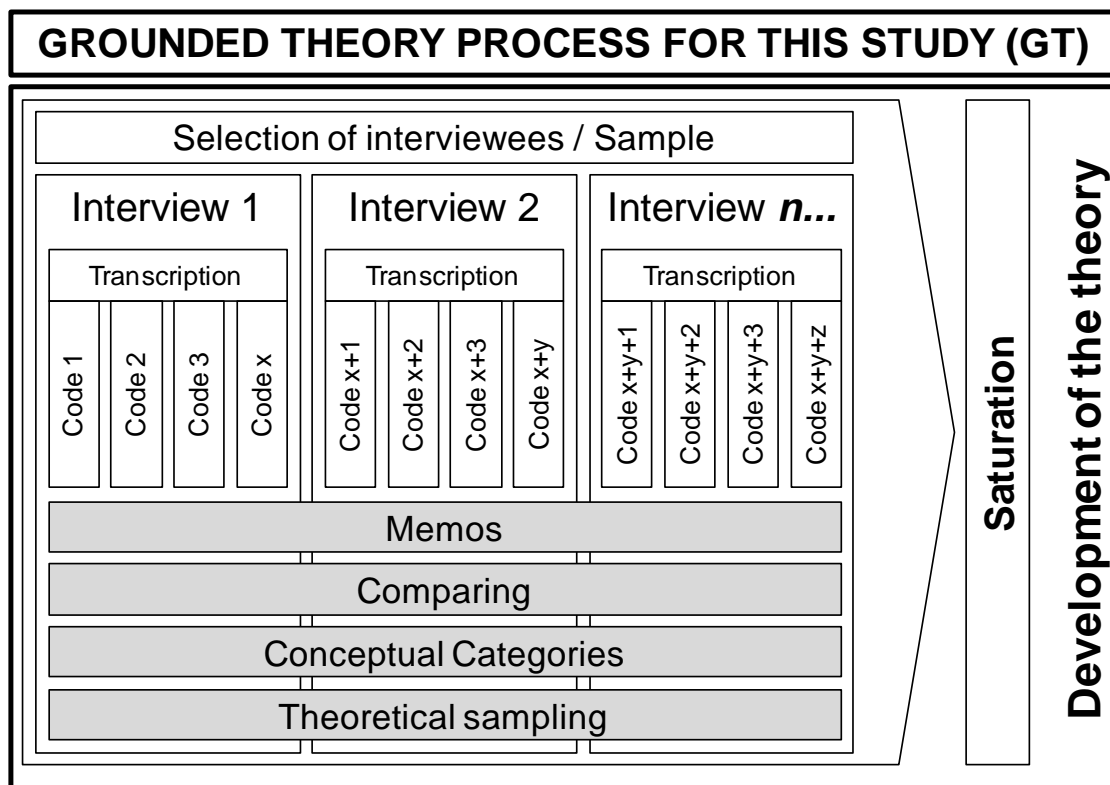 GROUNDED THEORY PROCESS FOR THIS STUDY (GT)
Selection of interviewees / Sample
Interview 1
Transcription
Code 1
Code 2
Code 3
Code x
Interview 2
Transcription
Code x+1
Code x+2
Code x+3
Code x+y
Interview n...
Transcription
Code x+y+1
Code x+y+2
Code x+y+3
Code x+y+z
Memos
Comparing
Conceptual Categories
Theoretical sampling
Saturation
Development of the theory